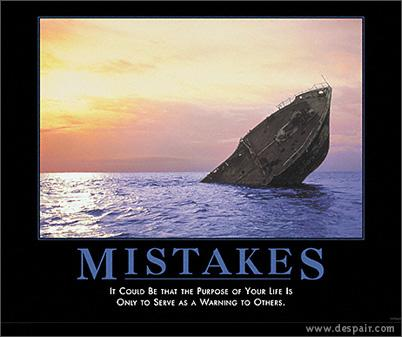 MISTAKES
IT COULD BE THAT THE PURPOSE OF YOUR LIFE IS
ONLY TO SERVE AS A WARNING TO OTHERS.
www.despair.com